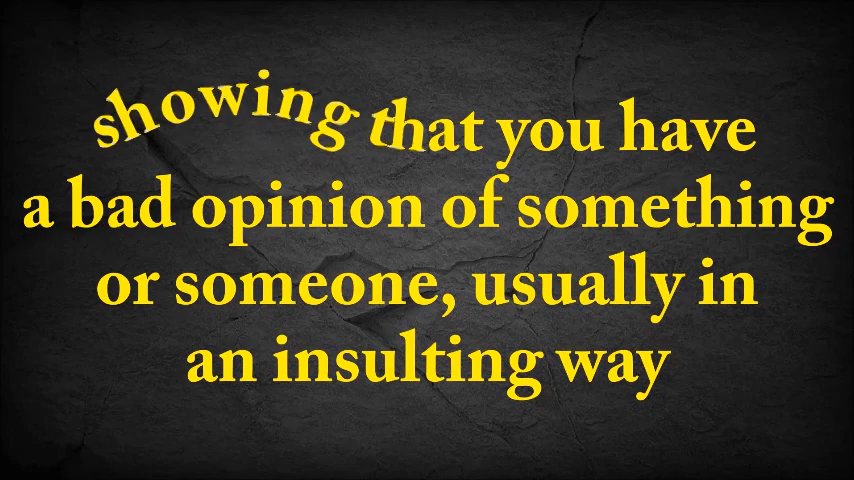 showing that you have
a bad opinion of something
or someone, usually in
an insulting way